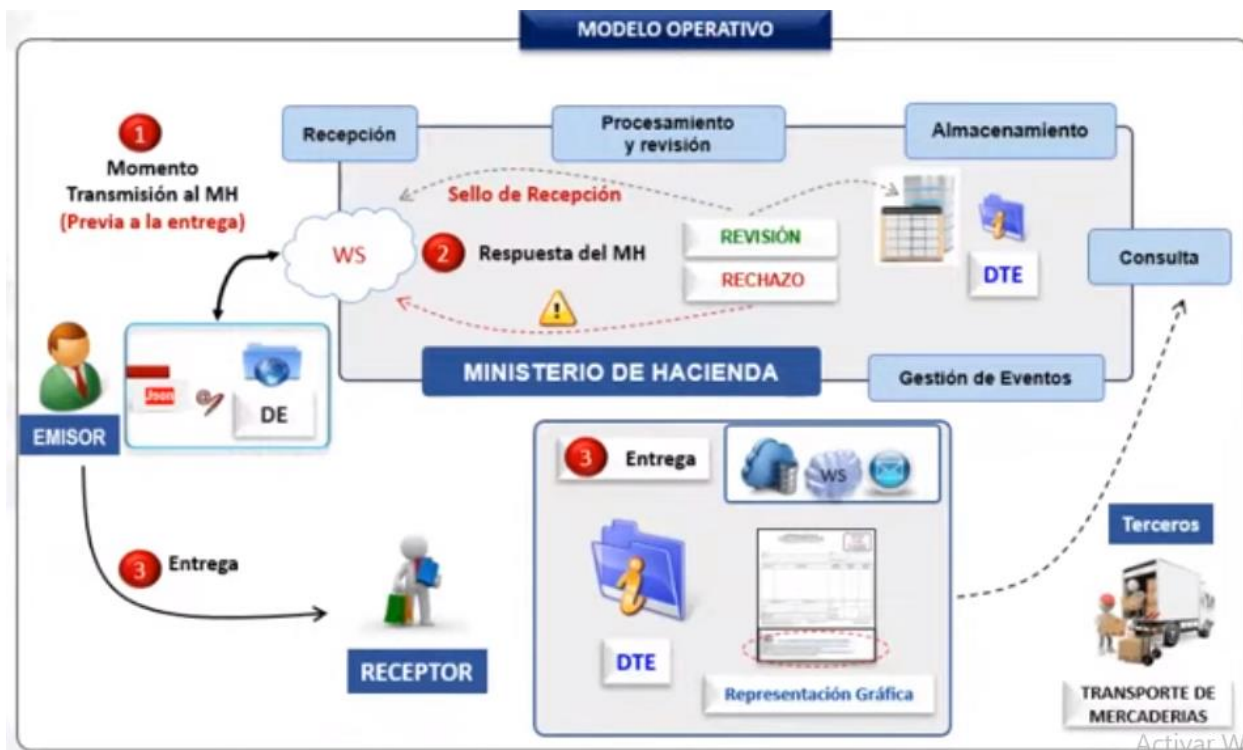 MODELO OPERATIVO
1
Momento
Transmisión al MH
(Previa a la entrega)
Recepción
Procesamiento
y revisión
Almacenamiento
Sello de Recepción
WS
2
Respuesta del MH
REVISIÓN
RECHAZO
DTE
Consulta
MINISTERIO DE HACIENDA
Gestión de Eventos
EMISOR
Json
DE
3
Entrega
RECEPTOR
3
Entrega
WS
DTE
Representación Gráfica
Terceros
TRANSPORTE DE
MERCADERIAS
Activar W